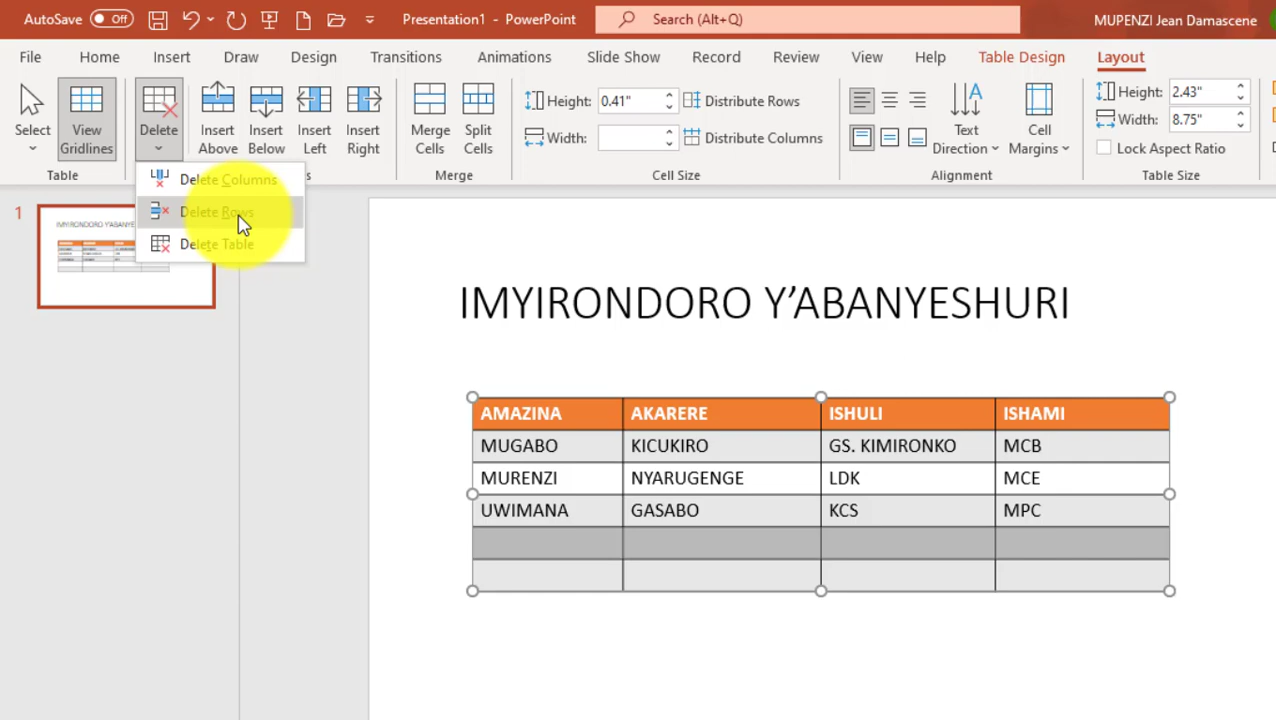 AutoSave Off Presentation1 - PowerPoint Search (Alt+Q) MUPENZI Jean Damascene
File Home Insert Draw Design Transitions Animations Slide Show Record Review View Help Table Design Layout
Select View Gridlines Delete Insert Above Insert Below Insert Left Insert Right Merge Cells Split Cells Height: 0.41" Distribute Rows Width: Distribute Columns Text Direction Cell Margins Height: 2.43" Width: 8.75" Lock Aspect Ratio
Table Merge Cell Size Alignment Table Size
Delete Columns
Delete Rows
Delete Table
1
IMYIRONDORO Y’ABANYESHURI
AMAZINA AKARERE ISHULI ISHAMI
MUGABO KICUKIRO GS. KIMIRONKO MCB
MURENZI NYARUGENGE LDK MCE
UWIMANA GASABO KCS MPC